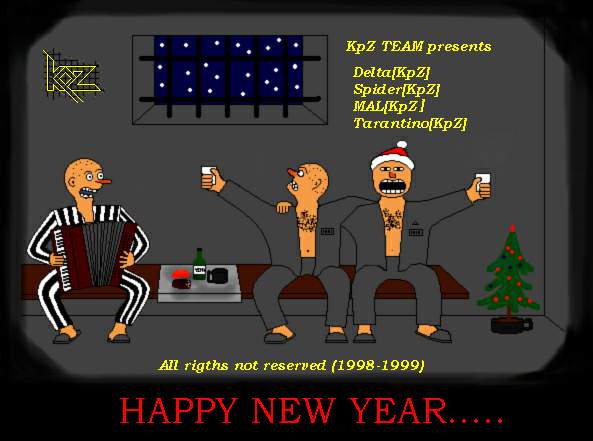 KpZ
KpZ TEAM presents
Delta[KpZ]
Spider[KpZ]
MAL[KpZ]
Tarantino[KpZ]
All rigths not reserved (1998-1999)
HAPPY NEW YEAR.....